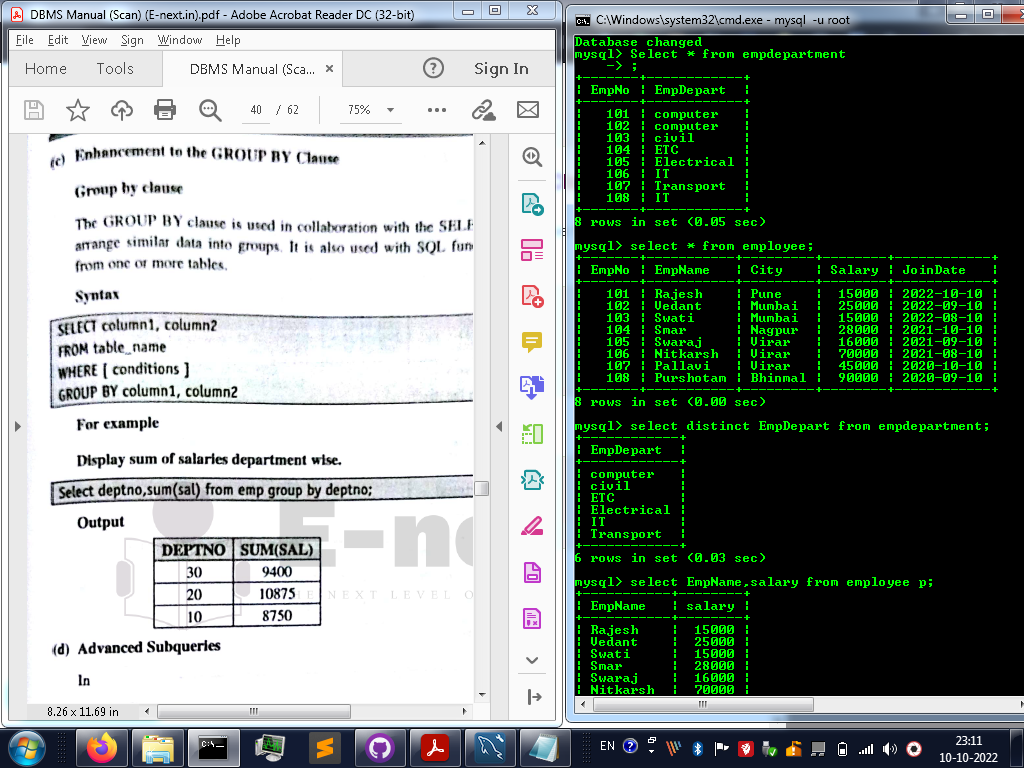 DBMS Manual (Scan) (E-next.in).pdf - Adobe Acrobat Reader DC (32-bit)
File Edit View Sign Window Help
Home Tools DBMS Manual (Sca... × ? Sign In
40 / 62 75%
(c) Enhancement to the GROUP BY Clause
Group by clause
The GROUP BY clause is used in collaboration with the SELE
arrange similar data into groups. It is also used with SQL fun
from one or more tables.
Syntax
SELECT column1, column2
FROM table_name
WHERE [ conditions ]
GROUP BY column1, column2
For example
Display sum of salaries department wise.
Select deptno,sum(sal) from emp group by deptno;
Output
E-ne
DEPTNO SUM(SAL)
30 9400
20 10875
10 8750
HE NEXT LEVEL O
(d) Advanced Subqueries
In
8.26 x 11.69 in
C:\Windows\system32\cmd.exe - mysql -u root
Database changed
mysql> Select * from empdepartment
-> ;
EmpNo | EmpDepart
101 | computer
102 | computer
103 | civil
104 | ETC
105 | Electrical
106 | IT
107 | Transport
108 | IT
8 rows in set (0.05 sec)
mysql> select * from employee;
EmpNo | EmpName | City | Salary | JoinDate
101 | Rajesh | Pune | 15000 | 2022-10-10
102 | Vedant | Mumbai | 25000 | 2022-09-10
103 | Swati | Mumbai | 15000 | 2022-08-10
104 | Smar | Nagpur | 28000 | 2021-10-10
105 | Swaraj | Virar | 16000 | 2021-09-10
106 | Nitkarsh | Virar | 70000 | 2021-08-10
107 | Pallavi | Virar | 45000 | 2020-10-10
108 | Purshotam | Bhinmal | 90000 | 2020-09-10
8 rows in set (0.00 sec)
mysql> select distinct EmpDepart from empdepartment;
EmpDepart
computer
civil
ETC
Electrical
IT
Transport
6 rows in set (0.03 sec)
mysql> select EmpName,salary from employee p;
EmpName | salary
Rajesh | 15000
Vedant | 25000
Swati | 15000
Smar | 28000
Swaraj | 16000
Nitkarsh | 70000
EN 23:11
10-10-2022